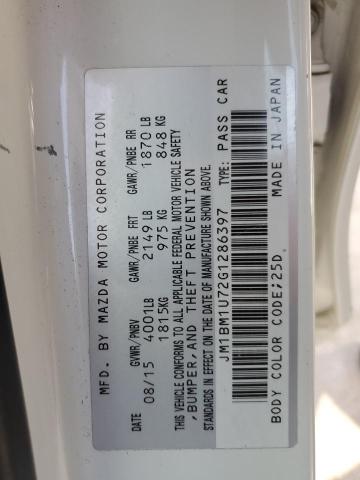 MFD. BY MAZDA MOTOR CORPORATION
DATE GVWR/PNBV GAWR/PNBE FRT GAWR/PNBE RR
08/15 4001LB 2149 LB 1870 LB
1815KG 975 KG 848 KG
THIS VEHICLE CONFORMS TO ALL APPLICABLE FEDERAL MOTOR VEHICLE SAFETY
,BUMPER,AND THEFT PREVENTION
STANDARDS IN EFFECT ON THE DATE OF MANUFACTURE SHOWN ABOVE.
JM1BM1U72G1286397 TYPE: PASS CAR
BODY COLOR CODE;25D MADE IN JAPAN